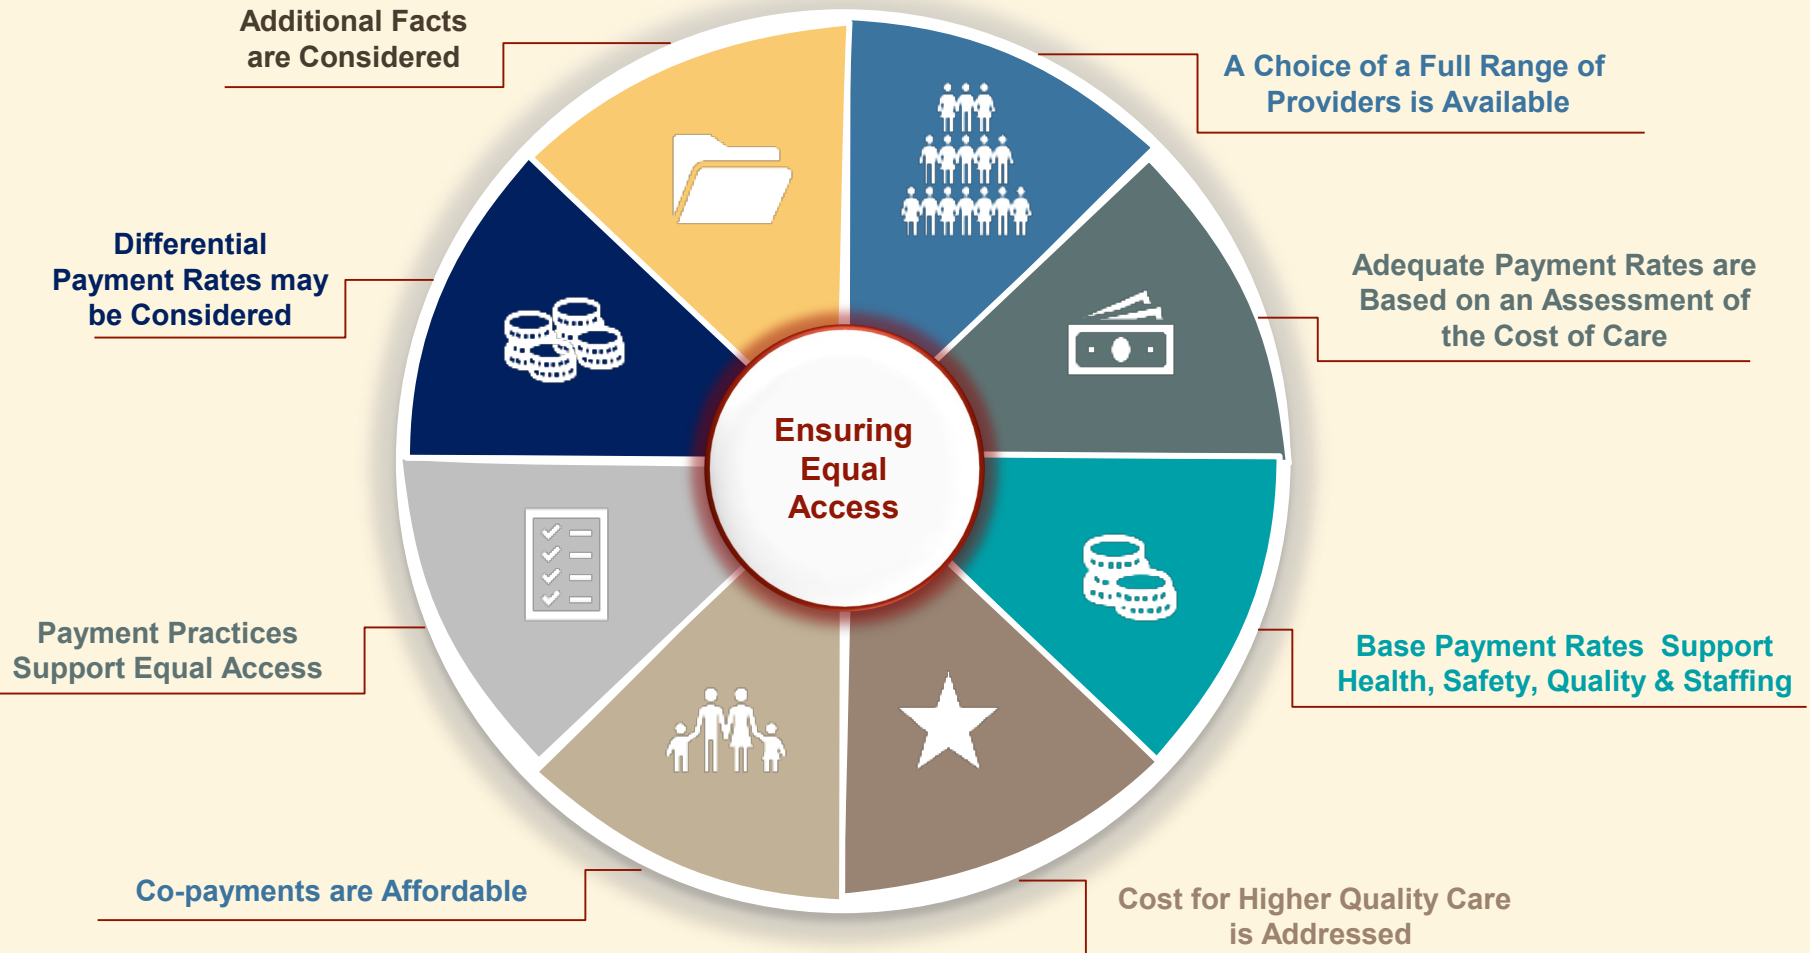 Additional Facts
are Considered
A Choice of a Full Range of
Providers is Available
Differential
Payment Rates may
be Considered
Adequate Payment Rates are
Based on an Assessment of
the Cost of Care
Ensuring
Equal
Access
Payment Practices
Support Equal Access
Base Payment Rates  Support
Health, Safety, Quality & Staffing
Co-payments are Affordable
Cost for Higher Quality Care
is Addressed